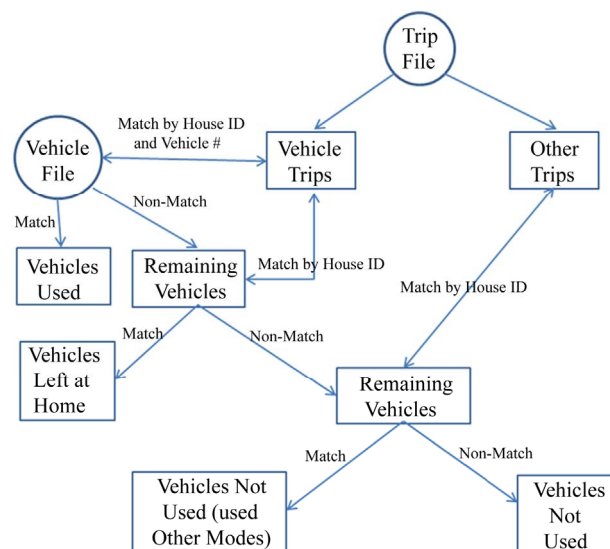 Trip
File
Match by House ID
and Vehicle #
Vehicle
File
Vehicle
Trips
Other
Trips
Match
Non-Match
Vehicles
Used
Remaining
Vehicles
Match by House ID
Match by House ID
Match
Non-Match
Vehicles
Left at
Home
Remaining
Vehicles
Match
Non-Match
Vehicles Not
Used (used
Other Modes)
Vehicles
Not
Used